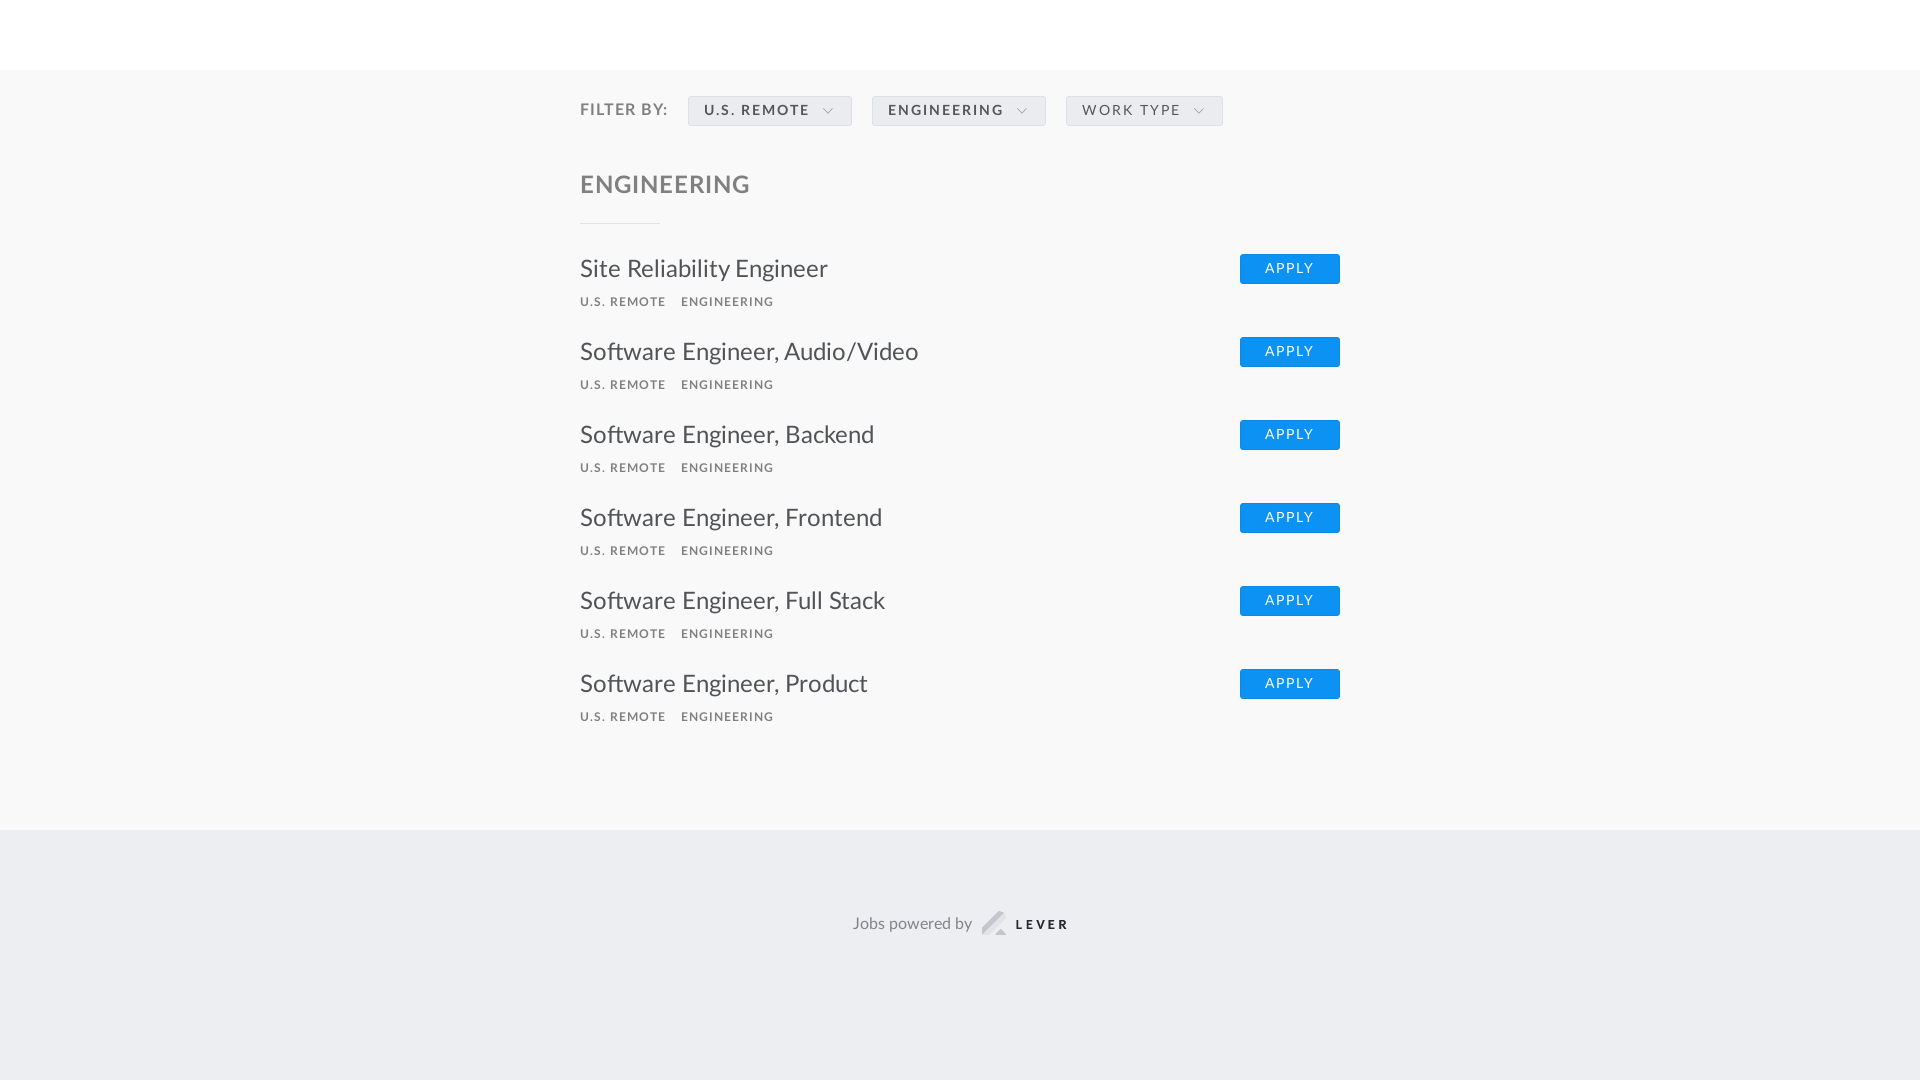 FILTER BY: U.S. REMOTE ENGINEERING WORK TYPE
ENGINEERING
Site Reliability Engineer APPLY
U.S. REMOTE ENGINEERING
Software Engineer, Audio/Video APPLY
U.S. REMOTE ENGINEERING
Software Engineer, Backend APPLY
U.S. REMOTE ENGINEERING
Software Engineer, Frontend APPLY
U.S. REMOTE ENGINEERING
Software Engineer, Full Stack APPLY
U.S. REMOTE ENGINEERING
Software Engineer, Product APPLY
U.S. REMOTE ENGINEERING
Jobs powered by LEVER